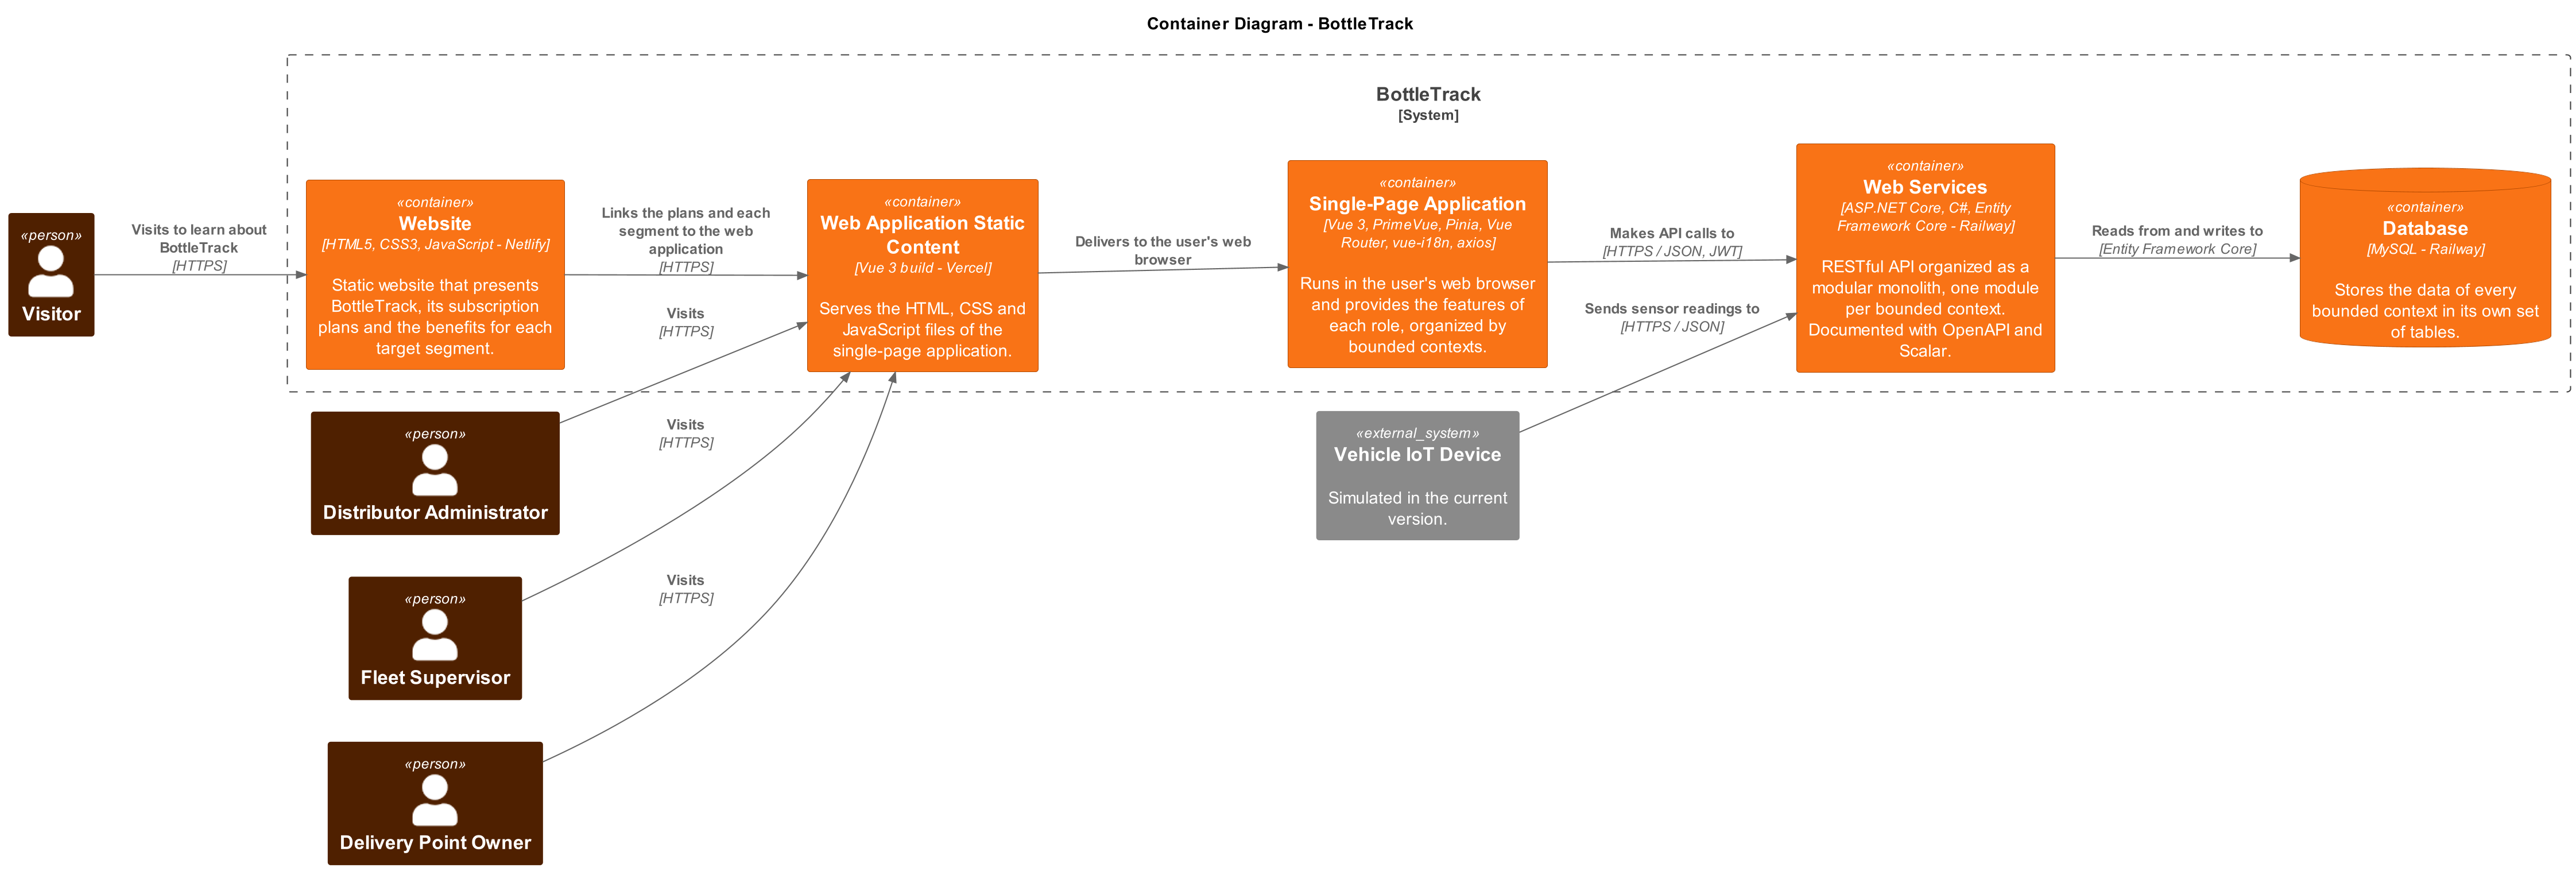 Container Diagram - BottleTrack
BottleTrack
[System]
«person»
Visitor
Visits to learn about
BottleTrack
[HTTPS]
«container»
Website
[HTML5, CSS3, JavaScript - Netlify]
Static website that presents
BottleTrack, its subscription
plans and the benefits for each
target segment.
Links the plans and each
segment to the web
application
[HTTPS]
«container»
Web Application Static
Content
[Vue 3 build - Vercel]
Serves the HTML, CSS and
JavaScript files of the
single-page application.
Delivers to the user's web
browser
«container»
Single-Page Application
[Vue 3, PrimeVue, Pinia, Vue
Router, vue-i18n, axios]
Runs in the user's web browser
and provides the features of
each role, organized by
bounded contexts.
Makes API calls to
[HTTPS / JSON, JWT]
Sends sensor readings to
[HTTPS / JSON]
«container»
Web Services
[ASP.NET Core, C#, Entity
Framework Core - Railway]
RESTful API organized as a
modular monolith, one module
per bounded context.
Documented with OpenAPI and
Scalar.
Reads from and writes to
[Entity Framework Core]
«container»
Database
[MySQL - Railway]
Stores the data of every
bounded context in its own set
of tables.
Visits
[HTTPS]
«person»
Distributor Administrator
Visits
[HTTPS]
«external_system»
Vehicle IoT Device
Simulated in the current
version.
«person»
Fleet Supervisor
Visits
[HTTPS]
«person»
Delivery Point Owner